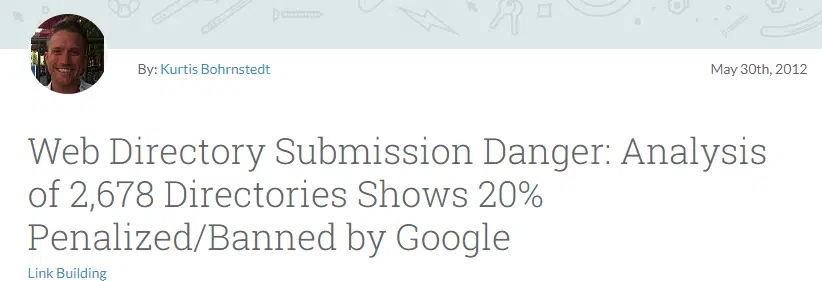 By: Kurtis Bohrnstedt
May 30th, 2012
Web Directory Submission Danger: Analysis
of 2,678 Directories Shows 20%
Penalized/Banned by Google
Link Building